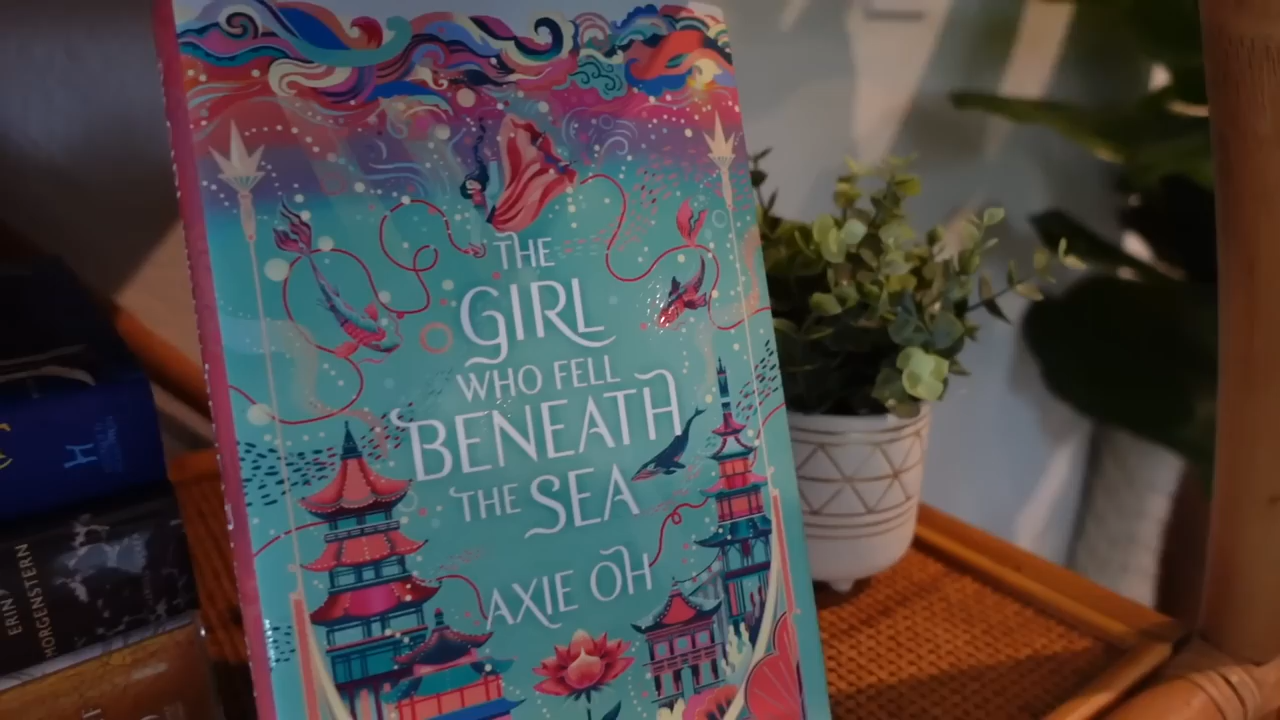 THE
GIRL
WHO FELL
BENEATH
THE SEA
AXIE OH
ERIN
MORGENSTERN